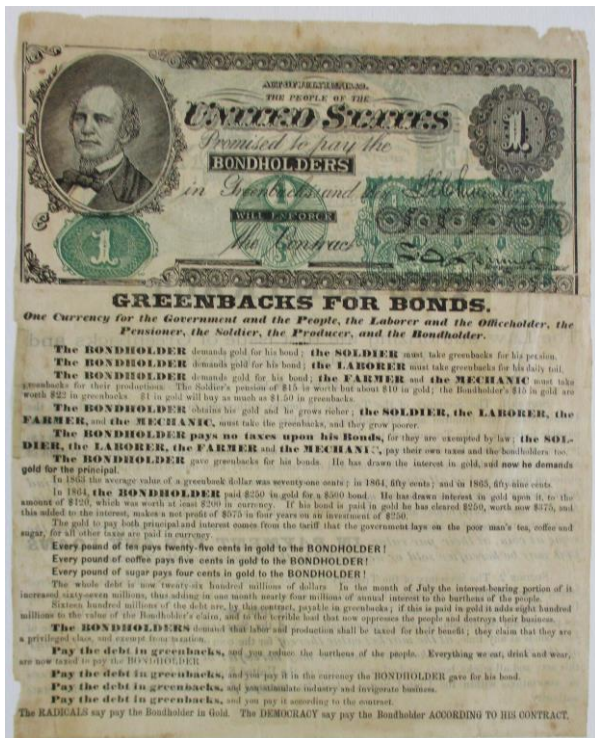 THE PEOPLE OF THE
UNITED STATES
Promised to pay the
BONDHOLDERS
in Greenbacks and
WILL ENFORCE
the Contract
1
1
GREENBACKS FOR BONDS.
One Currency for the Government and the People, the Laborer and the Officeholder, the
Pensioner, the Soldier, the Producer, and the Bondholder.
The BONDHOLDER demands gold for his bond; the SOLDIER must take greenbacks for his pension.
The BONDHOLDER demands gold for his bond; the LABORER must take greenbacks for his daily toil.
The BONDHOLDER demands gold for his bond; the FARMER and the MECHANIC must take
greenbacks for their productions. The Soldier's pension of $15 is worth but about $10 in gold; the Bondholder's $15 in gold are
worth $22 in greenbacks. $1 in gold will buy as much as $1.50 in greenbacks.
The BONDHOLDER obtains his gold and he grows richer; the SOLDIER, the LABORER, the
FARMER, and the MECHANIC, must take the greenbacks, and they grow poorer.
The BONDHOLDER pays no taxes upon his Bonds, for they are exempted by law; the SOL-
DIER, the LABORER, the FARMER and the MECHANIC, pay their own taxes and the bondholders too.
The BONDHOLDER gave greenbacks for his bonds. He has drawn the interest in gold, and now he demands
gold for the principal.
In 1863 the average value of a greenback dollar was seventy-one cents; in 1864, fifty cents; and in 1865, fifty-nine cents.
In 1864, the BONDHOLDER paid $250 in gold for a $500 bond. He has drawn interest in gold upon it, to the
amount of $120, which was worth at least $200 in currency. If his bond is paid in gold he has cleared $250, worth now $375, and
this added to the interest, makes a net profit of $575 in four years on an investment of $250.
The gold to pay both principal and interest comes from the tariff that the government lays on the poor man's tea, coffee and
sugar, for all other taxes are paid in currency.
Every pound of tea pays twenty-five cents in gold to the BONDHOLDER!
Every pound of coffee pays five cents in gold to the BONDHOLDER!
Every pound of sugar pays four cents in gold to the BONDHOLDER!
The whole debt is now twenty-six hundred millions of dollars. In the month of July the interest-bearing portion of it
increased sixty-seven millions, thus adding in one month nearly four millions of annual interest to the burthens of the people.
Sixteen hundred millions of the debt are, by this contract, payable in greenbacks; if this is paid in gold it adds eight hundred
millions to the value of the Bondholder's claim, and to the terrible load that now oppresses the people and destroys their business.
The BONDHOLDERS demand that labor and production shall be taxed for their benefit; they claim that they are
a privileged class, and exempt from taxation.
Pay the debt in greenbacks, and you reduce the burthens of the people. Everything we eat, drink and wear,
are now taxed to pay the BONDHOLDER
Pay the debt in greenbacks, and you pay it in the currency the BONDHOLDER gave for his bond.
Pay the debt in greenbacks, and you stimulate industry and invigorate business.
Pay the debt in greenbacks, and you pay it according to the contract.
The RADICALS say pay the Bondholder in Gold. The DEMOCRACY say pay the Bondholder ACCORDING TO HIS CONTRACT.